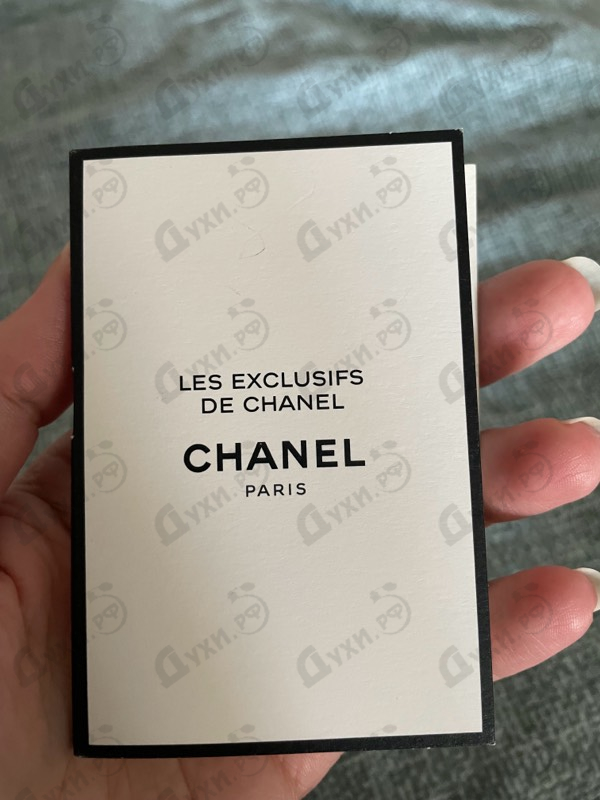 LES EXCLUSIFS
DE CHANEL
CHANEL
PARIS
Духи.рф